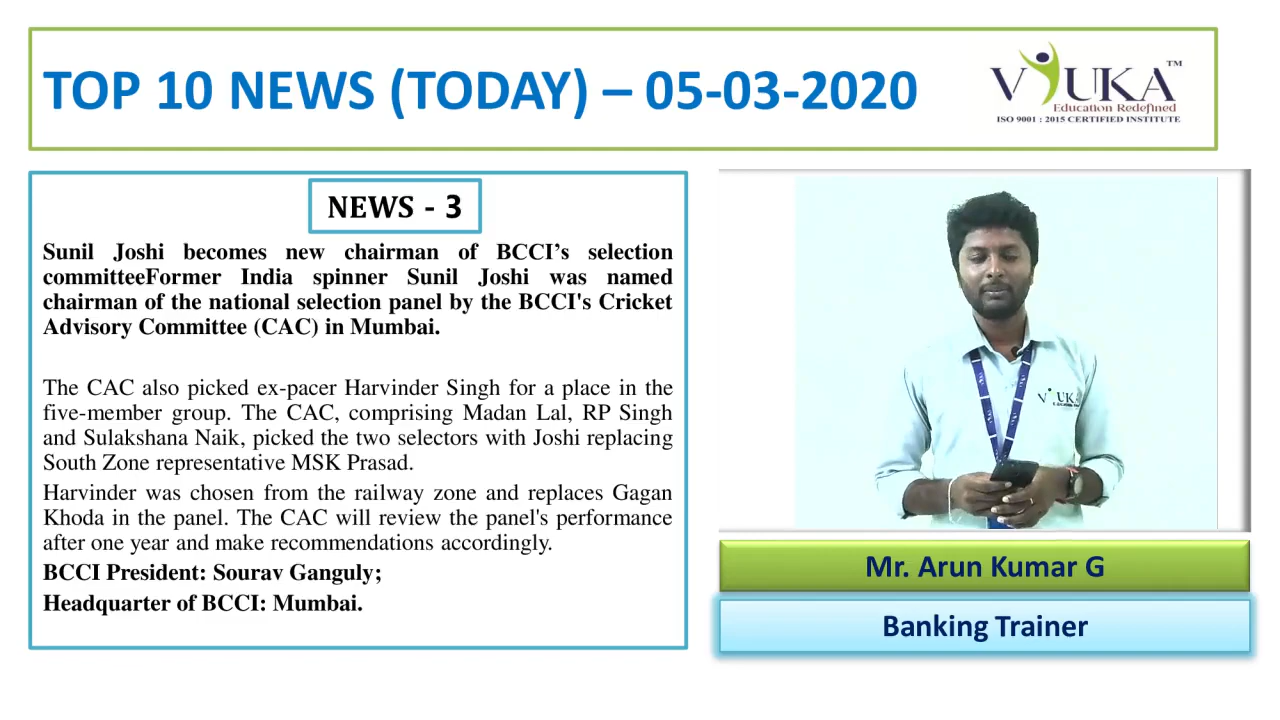 TOP 10 NEWS (TODAY) – 05-03-2020
VIUKA™
Education Redefined
ISO 9001 : 2015 CERTIFIED INSTITUTE
NEWS - 3
Sunil Joshi becomes new chairman of BCCI’s selection
committeeFormer India spinner Sunil Joshi was named
chairman of the national selection panel by the BCCI's Cricket
Advisory Committee (CAC) in Mumbai.
The CAC also picked ex-pacer Harvinder Singh for a place in the
five-member group. The CAC, comprising Madan Lal, RP Singh
and Sulakshana Naik, picked the two selectors with Joshi replacing
South Zone representative MSK Prasad.
Harvinder was chosen from the railway zone and replaces Gagan
Khoda in the panel. The CAC will review the panel's performance
after one year and make recommendations accordingly.
BCCI President: Sourav Ganguly;
Headquarter of BCCI: Mumbai.
VIUKA
Mr. Arun Kumar G
Banking Trainer